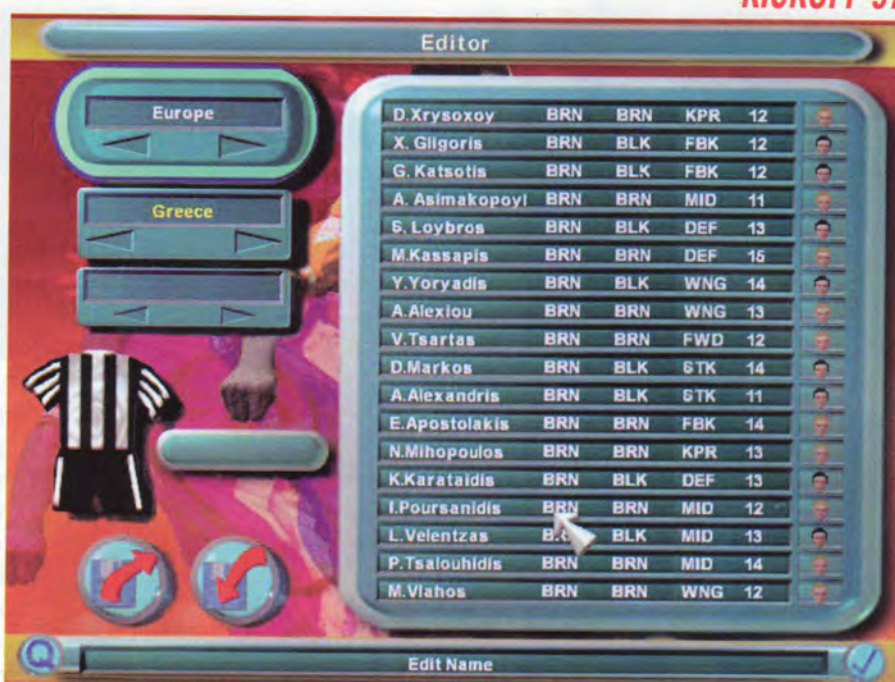 KICKOFF 97
Editor
Europe
Greece
D.Xrysoxoy BRN BRN KPR 12
X. Gligoris BRN BLK FBK 12
G. Katsotis BRN BLK FBK 12
A. Asimakopoyl BRN BRN MID 11
S. Loybros BRN BLK DEF 13
M.Kassapis BRN BRN DEF 15
Y.Yoryadis BRN BLK WNG 14
A.Alexiou BRN BRN WNG 13
V.Tsartas BRN BRN FWD 12
D.Markos BRN BLK STK 14
A.Alexandris BRN BLK STK 11
E.Apostolakis BRN BRN FBK 14
N.Mihopoulos BRN BRN KPR 13
K.Karataidis BRN BLK DEF 13
I.Poursanidis BRN BRN MID 12
L.Velentzas BLK MID 13
P.Tsalouhidis BRN BRN MID 14
M.Vlahos BRN BRN WNG 12
Q
Edit Name